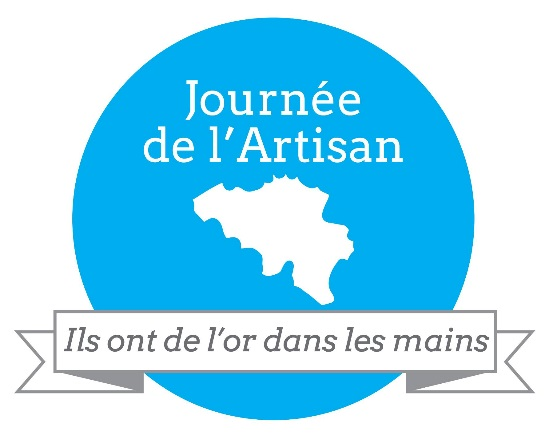 Journée
de l'Artisan
Ils ont de l'or dans les mains